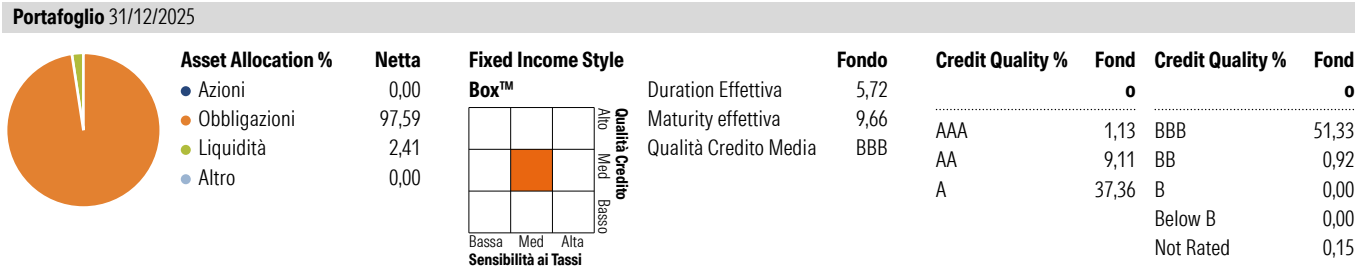 Portafoglio 31/12/2025
Asset Allocation % Netta
Azioni 0,00
Obbligazioni 97,59
Liquidità 2,41
Altro 0,00
Fixed Income Style
Box™
Alto Med Basso
Qualità Credito
Bassa Med Alta
Sensibilità ai Tassi
Fondo
Duration Effettiva 5,72
Maturity effettiva 9,66
Qualità Credito Media BBB
Credit Quality % Fond
o
AAA 1,13
AA 9,11
A 37,36
Credit Quality % Fond
o
BBB 51,33
BB 0,92
B 0,00
Below B 0,00
Not Rated 0,15